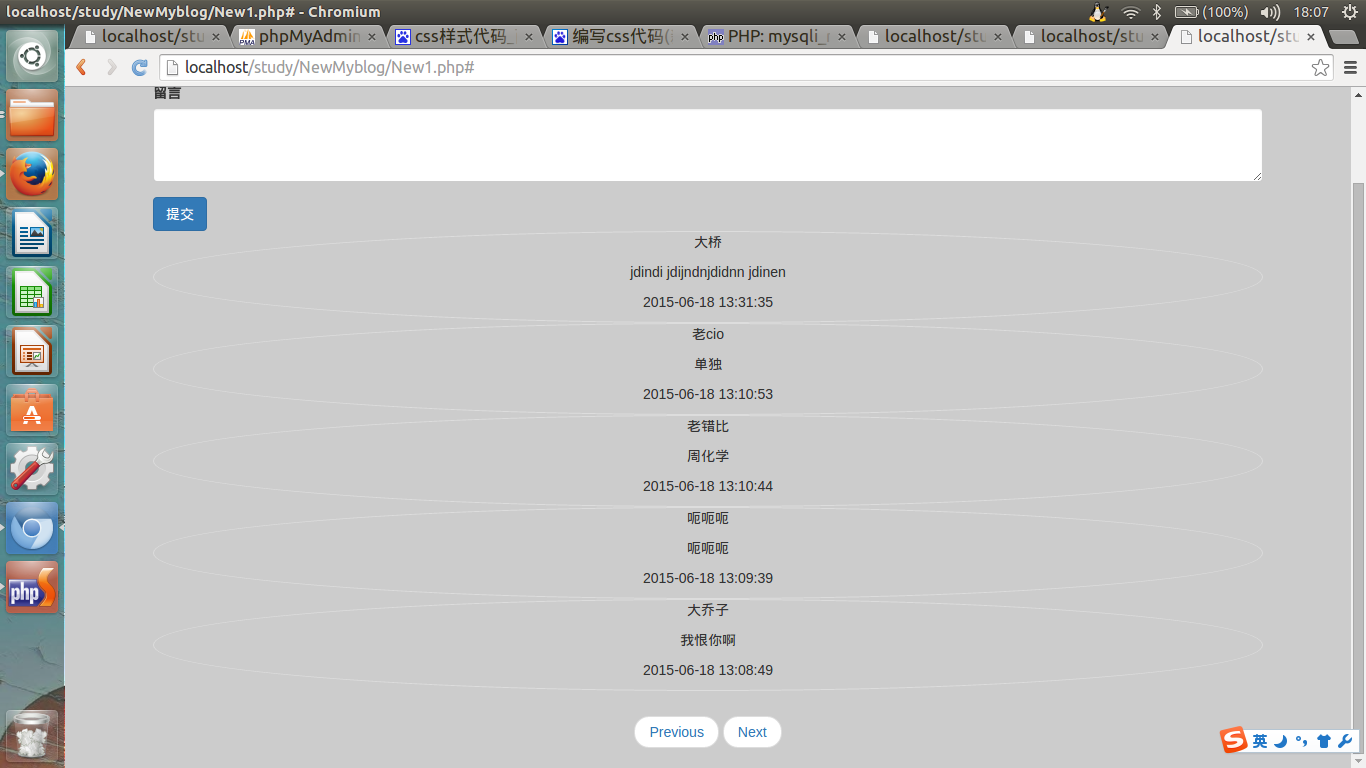 localhost/study/NewMyblog/New1.php# - Chromium
(100%)
18:07
localhost/stu
phpMyAdmin
css样式代码_
编写css代码(
PHP: mysqli_
localhost/stu
localhost/stu
localhost/stu
localhost/study/NewMyblog/New1.php#
留言
提交
大桥
jdindi jdijndnjdidnn jdinen
2015-06-18 13:31:35
老cio
单独
2015-06-18 13:10:53
老错比
周化学
2015-06-18 13:10:44
呃呃呃
呃呃呃
2015-06-18 13:09:39
大乔子
我恨你啊
2015-06-18 13:08:49
Previous
Next
英
php